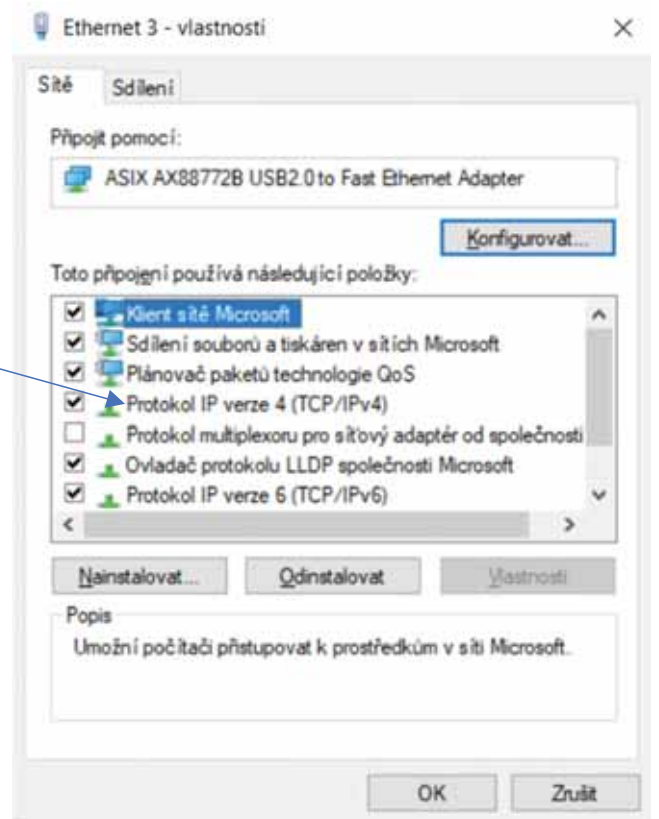 Ethernet 3 - vlastnosti
Sítě
Sdílení
Připojit pomocí:
ASIX AX88772B USB2.0 to Fast Ethernet Adapter
Konfigurovat...
Toto připojení používá následující položky:
Klient sítě Microsoft
Sdílení souborů a tiskáren v sítích Microsoft
Plánovač paketů technologie QoS
Protokol IP verze 4 (TCP/IPv4)
Protokol multiplexoru pro síťový adaptér od společnosti
Ovladač protokolu LLDP společnosti Microsoft
Protokol IP verze 6 (TCP/IPv6)
Nainstalovat...
Odinstalovat
Vlastnosti
Popis
Umožní počítači přistupovat k prostředkům v síti Microsoft.
OK
Zrušit